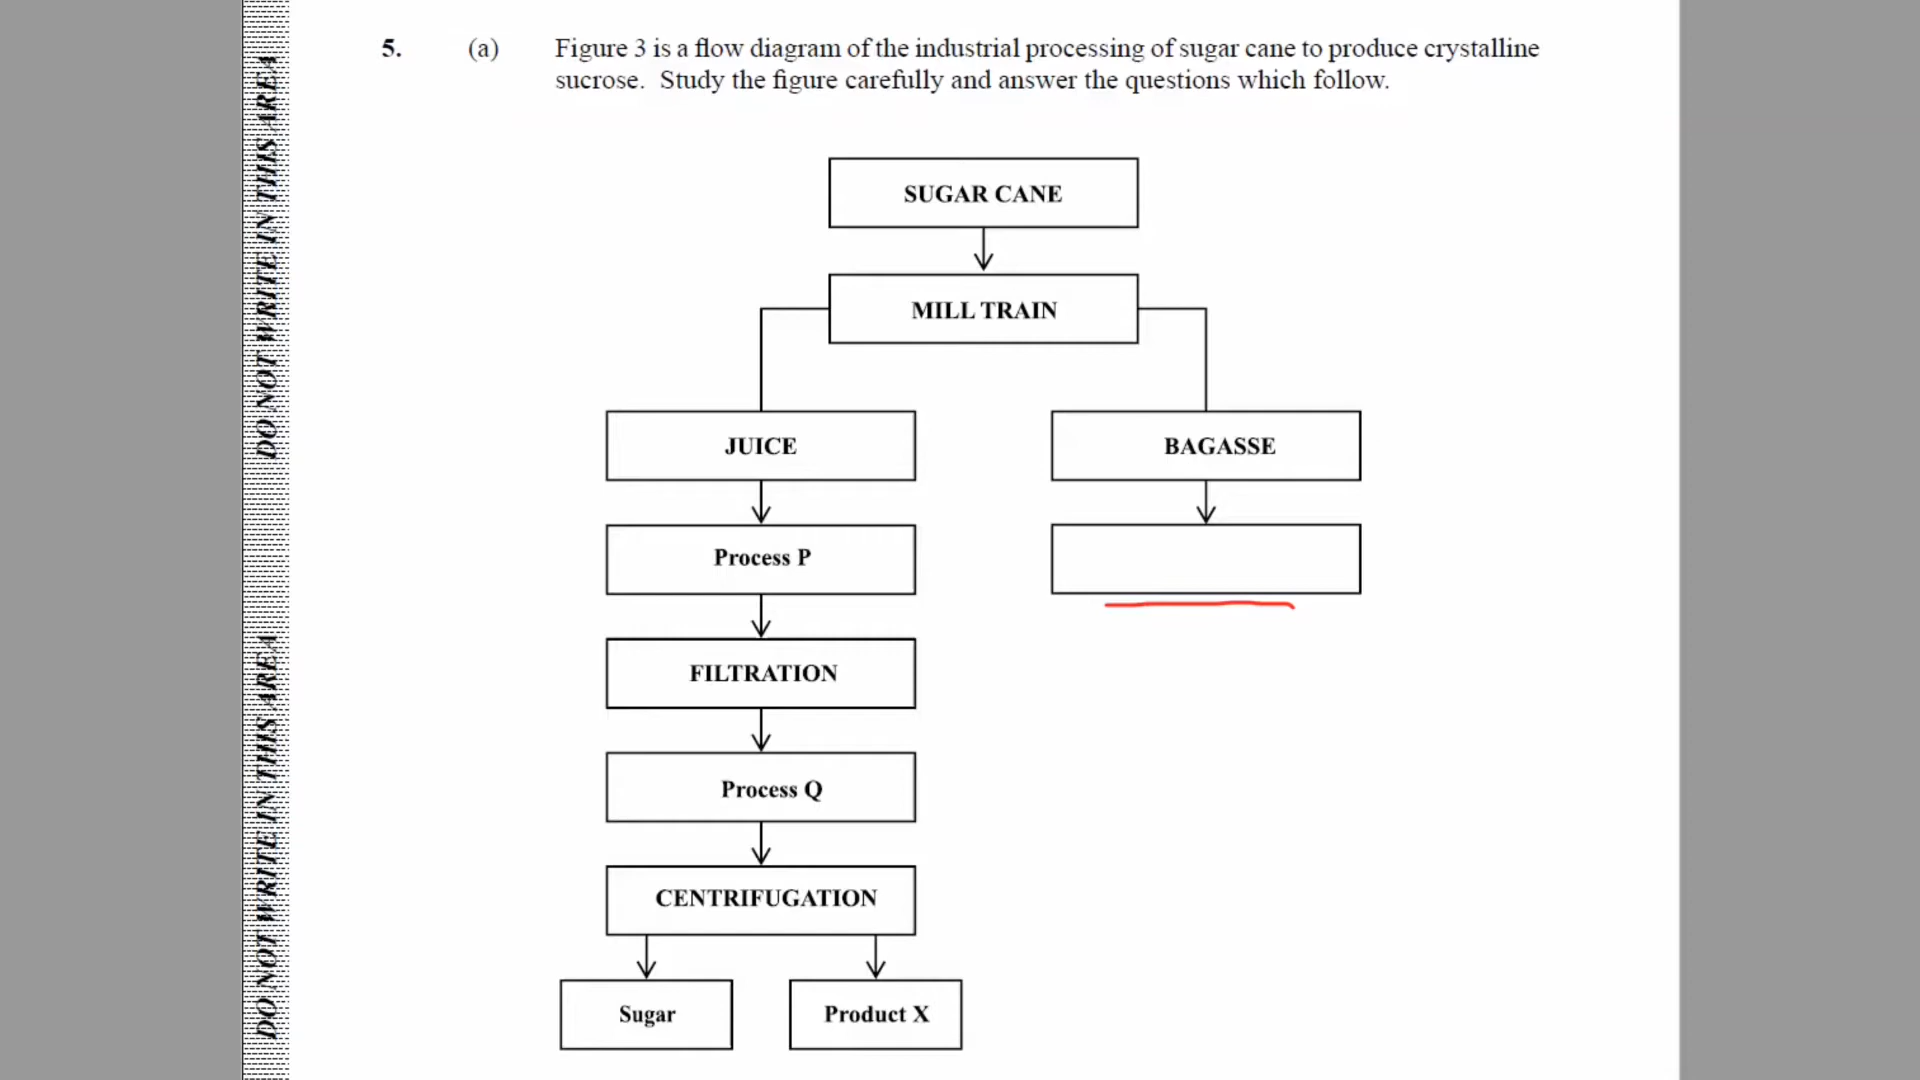 5. (a) Figure 3 is a flow diagram of the industrial processing of sugar cane to produce crystalline
sucrose. Study the figure carefully and answer the questions which follow.
SUGAR CANE
MILL TRAIN
JUICE
BAGASSE
Process P
FILTRATION
Process Q
CENTRIFUGATION
Sugar
Product X
DO NOT WRITE IN THIS AREA
DO NOT WRITE IN THIS AREA